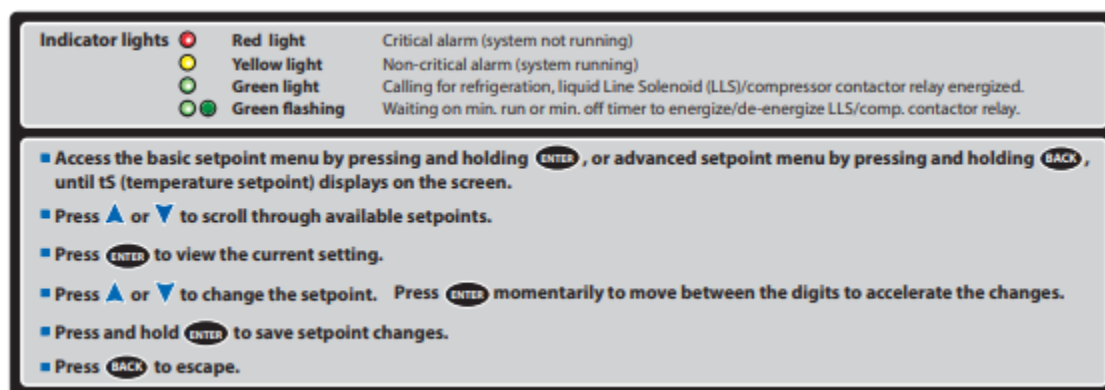 Indicator lights Red light Critical alarm (system not running)
Yellow light Non-critical alarm (system running)
Green light Calling for refrigeration, liquid Line Solenoid (LLS)/compressor contactor relay energized.
Green flashing Waiting on min. run or min. off timer to energize/de-energize LLS/comp. contactor relay.
Access the basic setpoint menu by pressing and holding ENTER, or advanced setpoint menu by pressing and holding BACK,
until tS (temperature setpoint) displays on the screen.
Press ▲ or ▼ to scroll through available setpoints.
Press ENTER to view the current setting.
Press ▲ or ▼ to change the setpoint. Press ENTER momentarily to move between the digits to accelerate the changes.
Press and hold ENTER to save setpoint changes.
Press BACK to escape.